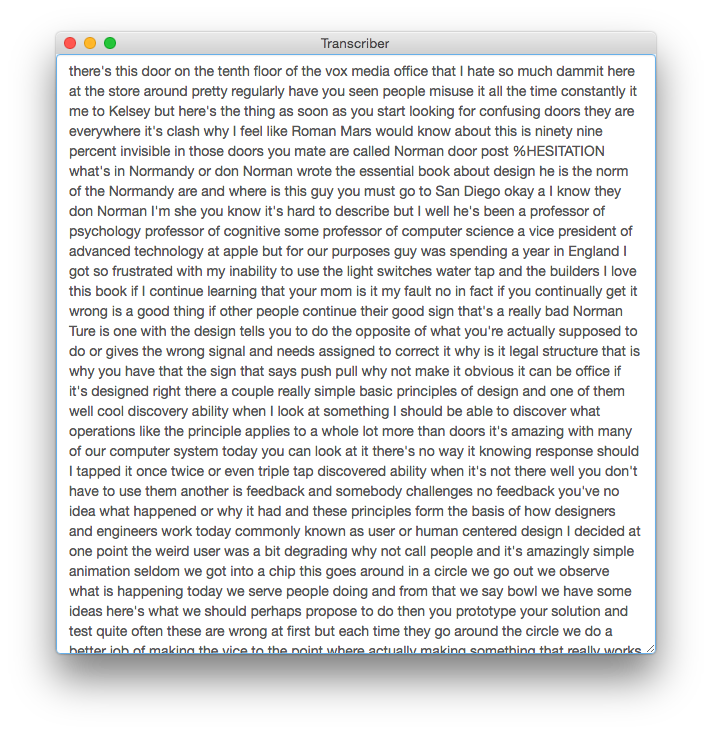 Transcriber
there's this door on the tenth floor of the vox media office that I hate so much dammit here
at the store around pretty regularly have you seen people misuse it all the time constantly it
me to Kelsey but here's the thing as soon as you start looking for confusing doors they are
everywhere it's clash why I feel like Roman Mars would know about this is ninety nine
percent invisible in those doors you mate are called Norman door post %HESITATION
what's in Normandy or don Norman wrote the essential book about design he is the norm
of the Normandy are and where is this guy you must go to San Diego okay a I know they
don Norman I'm she you know it's hard to describe but I well he's been a professor of
psychology professor of cognitive some professor of computer science a vice president of
advanced technology at apple but for our purposes guy was spending a year in England I
got so frustrated with my inability to use the light switches water tap and the builders I love
this book if I continue learning that your mom is it my fault no in fact if you continually get it
wrong is a good thing if other people continue their good sign that's a really bad Norman
Ture is one with the design tells you to do the opposite of what you're actually supposed to
do or gives the wrong signal and needs assigned to correct it why is it legal structure that is
why you have that the sign that says push pull why not make it obvious it can be office if
it's designed right there a couple really simple basic principles of design and one of them
well cool discovery ability when I look at something I should be able to discover what
operations like the principle applies to a whole lot more than doors it's amazing with many
of our computer system today you can look at it there's no way it knowing response should
I tapped it once twice or even triple tap discovered ability when it's not there well you don't
have to use them another is feedback and somebody challenges no feedback you've no
idea what happened or why it had and these principles form the basis of how designers
and engineers work today commonly known as user or human centered design I decided at
one point the weird user was a bit degrading why not call people and it's amazingly simple
animation seldom we got into a chip this goes around in a circle we go out we observe
what is happening today we serve people doing and from that we say bowl we have some
ideas here's what we should perhaps propose to do then you prototype your solution and
test quite often these are wrong at first but each time they go around the circle we do a
better job of making the vice to the point where actually making something that really works